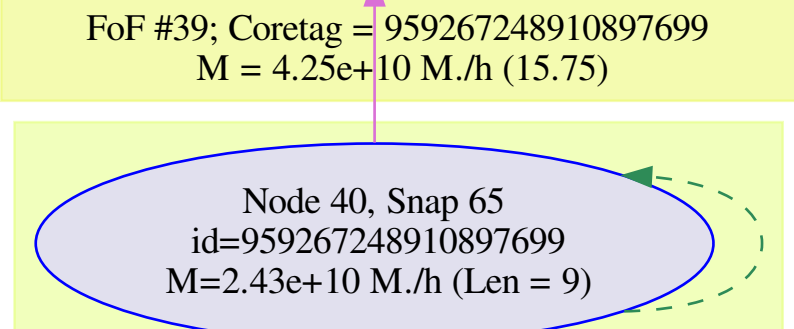 FoF #39; Coretag = 959267248910897699
M = 4.25e+10 M./h (15.75)
Node 40, Snap 65
id=959267248910897699
M=2.43e+10 M./h (Len = 9)